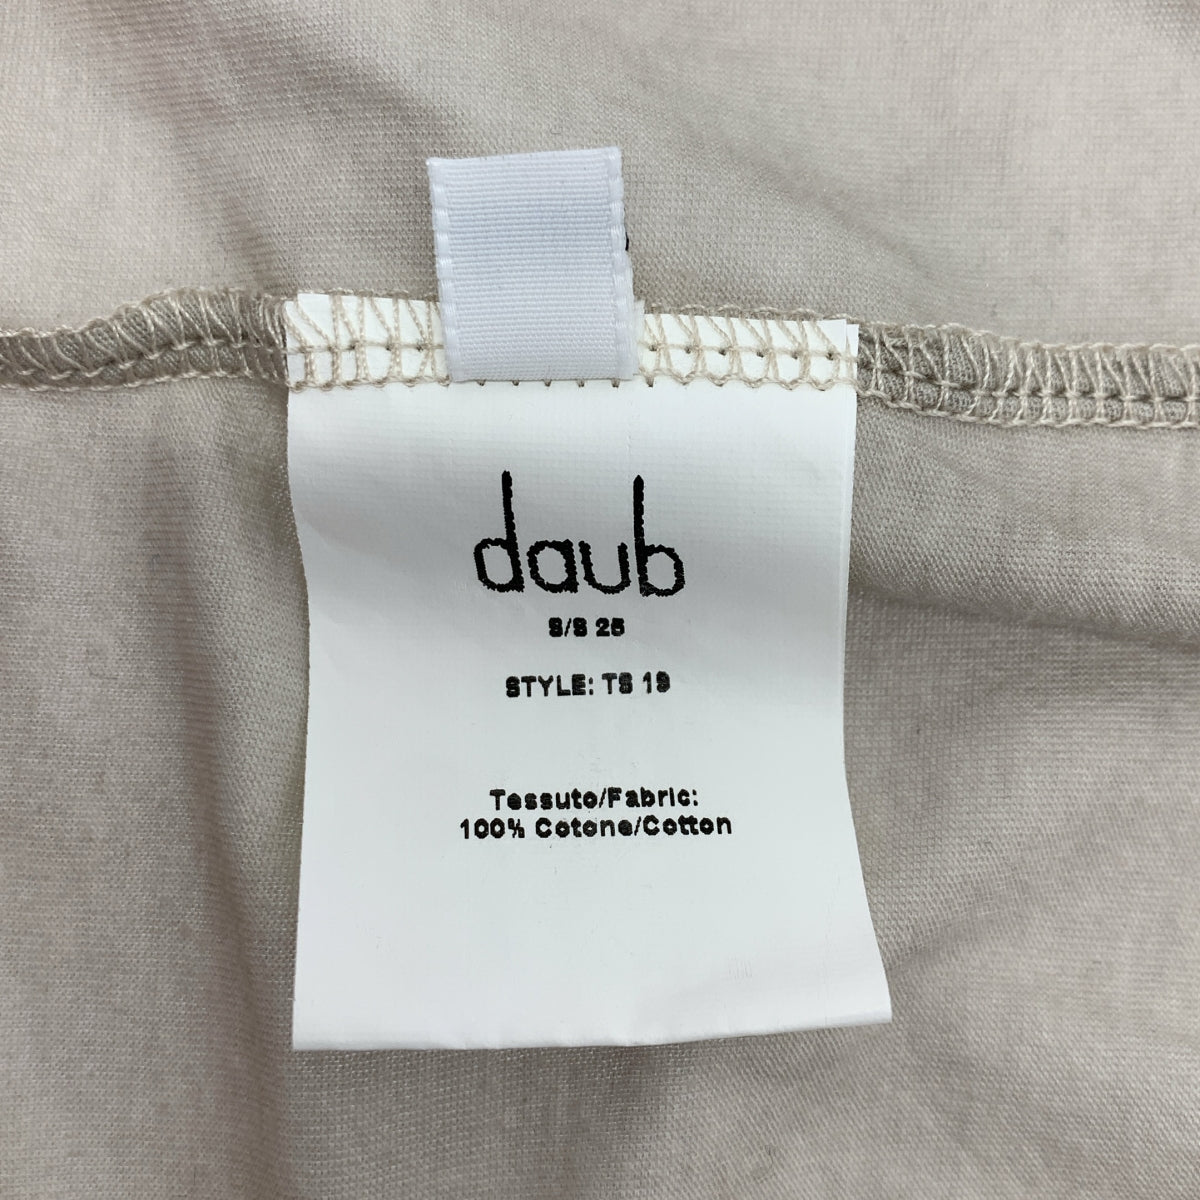 daub
S/S 25
STYLE: TS 19
Tessuto/Fabric:
100% Cotone/Cotton